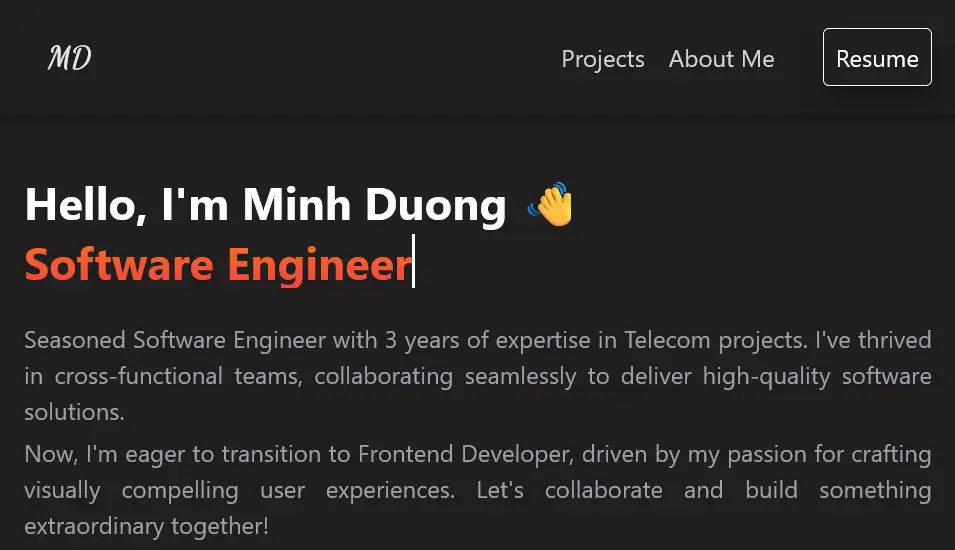 MD
Projects About Me Resume
Hello, I'm Minh Duong 👋
Software Engineer
Seasoned Software Engineer with 3 years of expertise in Telecom projects. I've thrived
in cross-functional teams, collaborating seamlessly to deliver high-quality software
solutions.
Now, I'm eager to transition to Frontend Developer, driven by my passion for crafting
visually compelling user experiences. Let's collaborate and build something
extraordinary together!